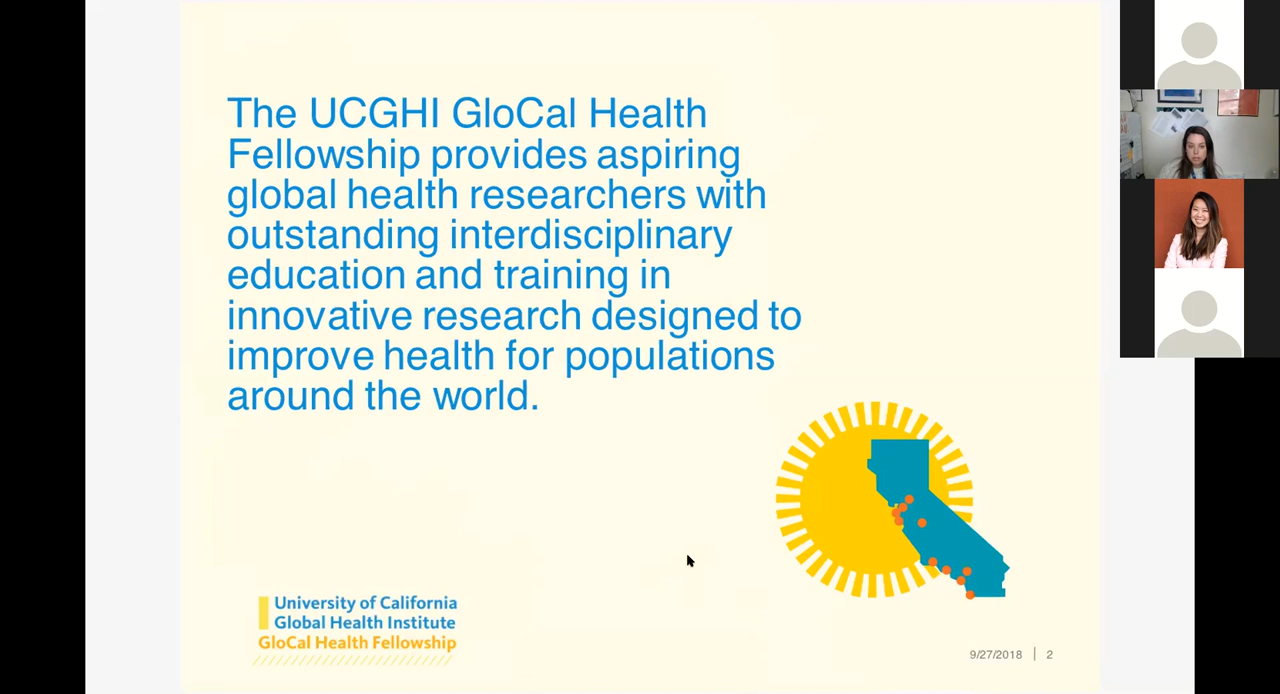 The UCGHI GloCal Health
Fellowship provides aspiring
global health researchers with
outstanding interdisciplinary
education and training in
innovative research designed to
improve health for populations
around the world.
University of California
Global Health Institute
GloCal Health Fellowship
9/27/2018 | 2